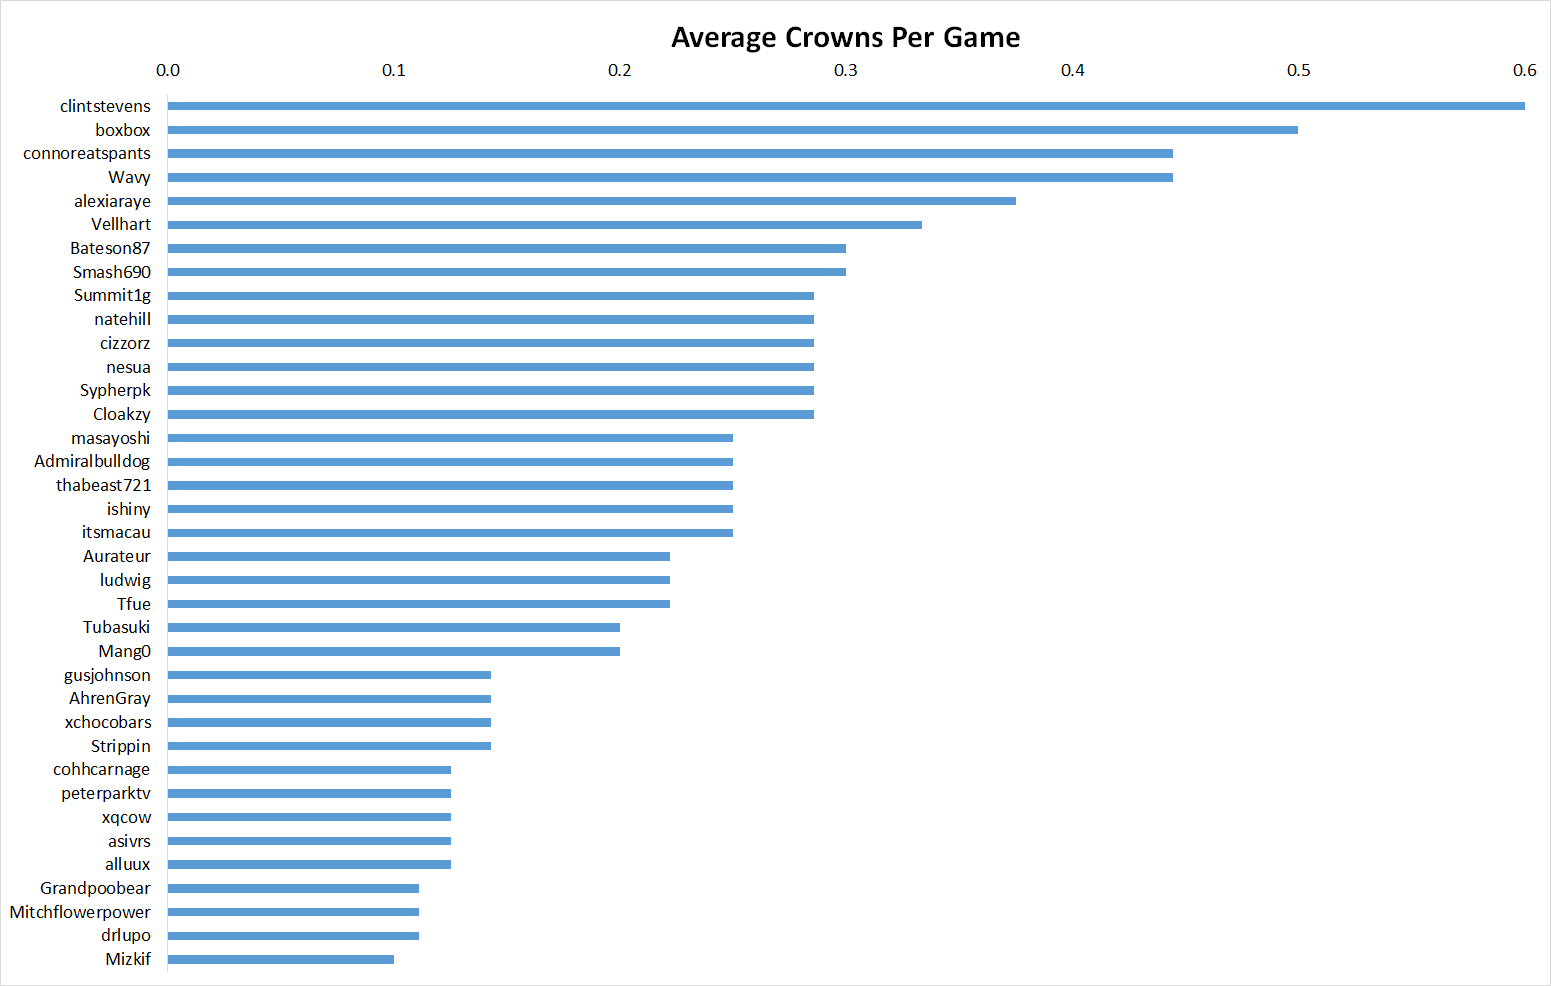 Average Crowns Per Game
0.0 0.1 0.2 0.3 0.4 0.5 0.6
clintstevens
boxbox
connoreatspants
Wavy
alexiaraye
Vellhart
Bateson87
Smash690
Summit1g
natehill
cizzorz
nesua
Sypherpk
Cloakzy
masayoshi
Admiralbulldog
thabeast721
ishiny
itsmacau
Aurateur
ludwig
Tfue
Tubasuki
Mang0
gusjohnson
AhrenGray
xchocobars
Strippin
cohhcarnage
peterparktv
xqcow
asivrs
alluux
Grandpoobear
Mitchflowerpower
drlupo
Mizkif